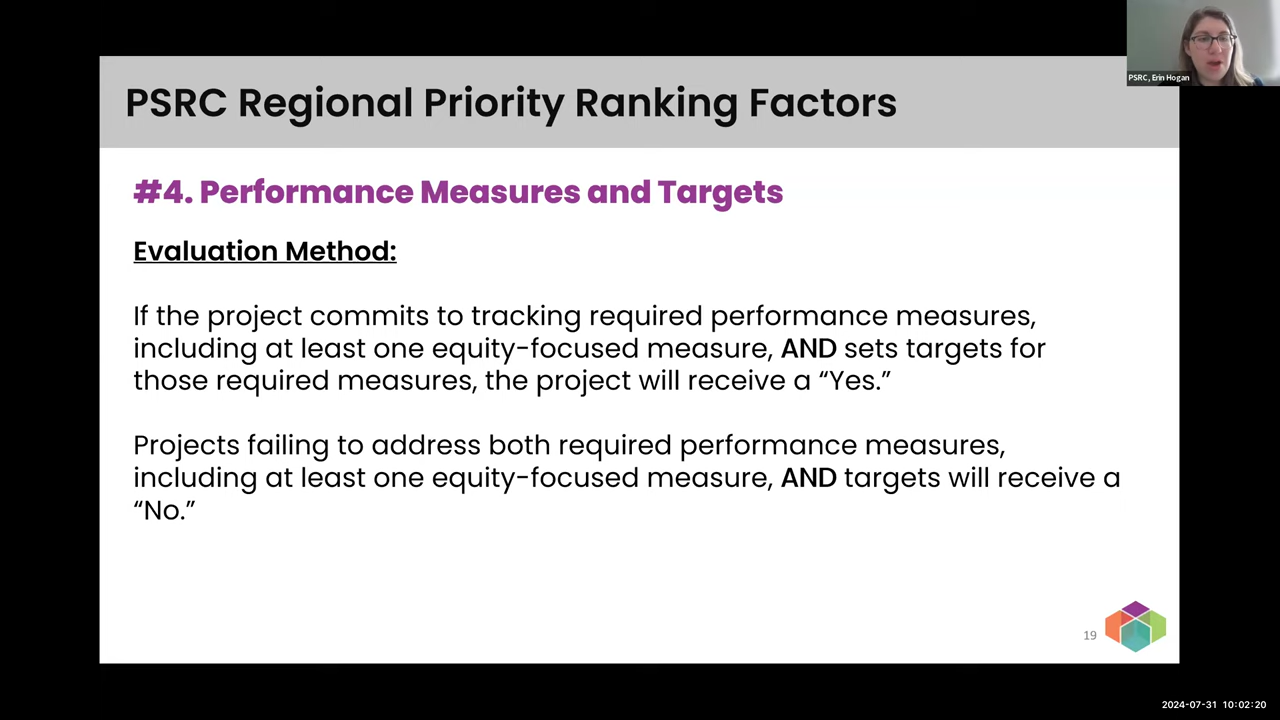 PSRC, Erin Hogan
PSRC Regional Priority Ranking Factors
#4. Performance Measures and Targets
Evaluation Method:
If the project commits to tracking required performance measures,
including at least one equity-focused measure, AND sets targets for
those required measures, the project will receive a “Yes.”
Projects failing to address both required performance measures,
including at least one equity-focused measure, AND targets will receive a
“No.”
19
2024-07-31 10:02:20